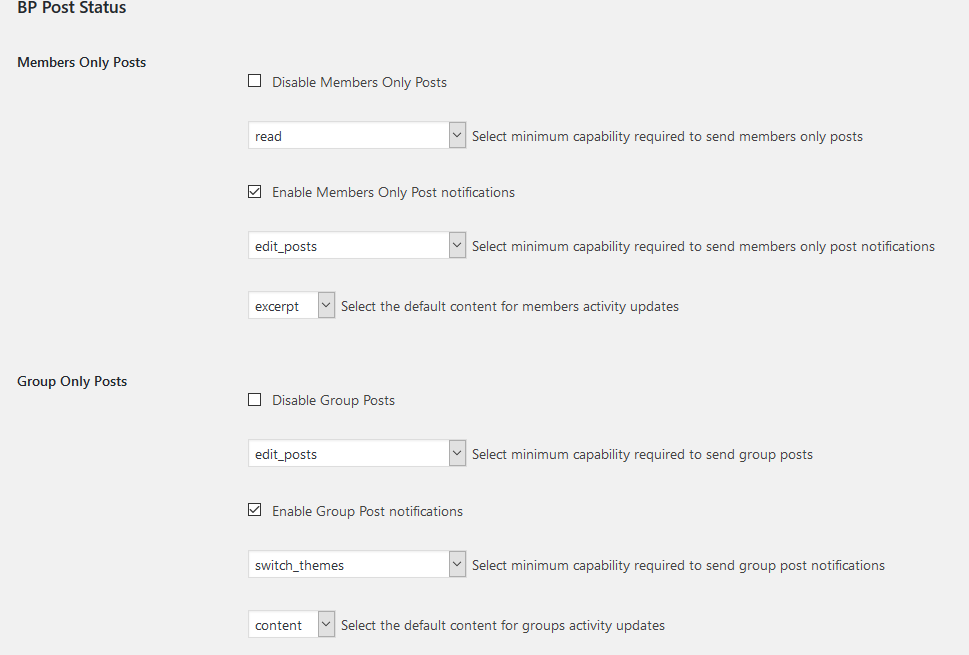 BP Post Status
Members Only Posts
Disable Members Only Posts
read Select minimum capability required to send members only posts
Enable Members Only Post notifications
edit_posts Select minimum capability required to send members only post notifications
excerpt Select the default content for members activity updates
Group Only Posts
Disable Group Posts
edit_posts Select minimum capability required to send group posts
Enable Group Post notifications
switch_themes Select minimum capability required to send group post notifications
content Select the default content for groups activity updates